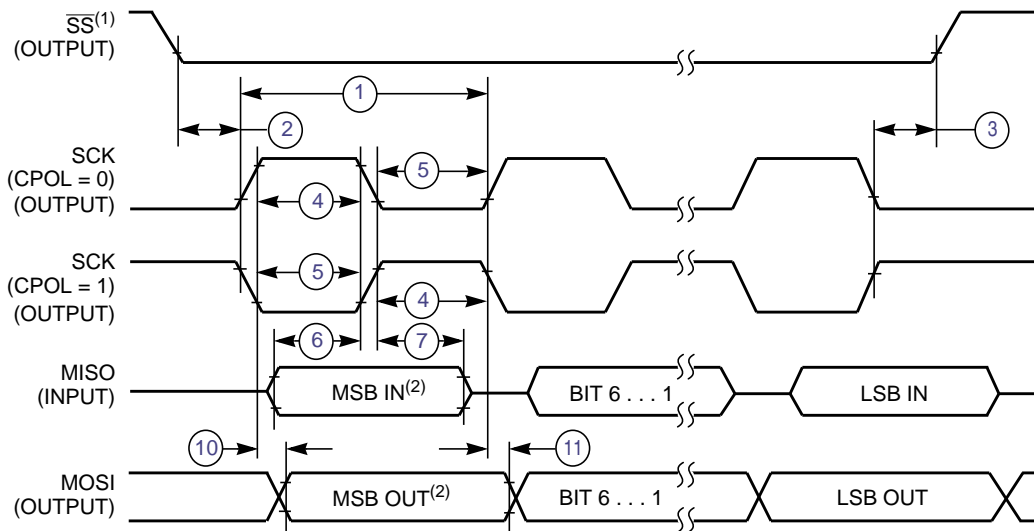 SS(1)
(OUTPUT)
1
2
3
SCK
(CPOL = 0)
(OUTPUT)
5
4
SCK
(CPOL = 1)
(OUTPUT)
5
4
6
7
MISO
(INPUT)
MSB IN(2)
BIT 6 . . . 1
LSB IN
10
11
MOSI
(OUTPUT)
MSB OUT(2)
BIT 6 . . . 1
LSB OUT